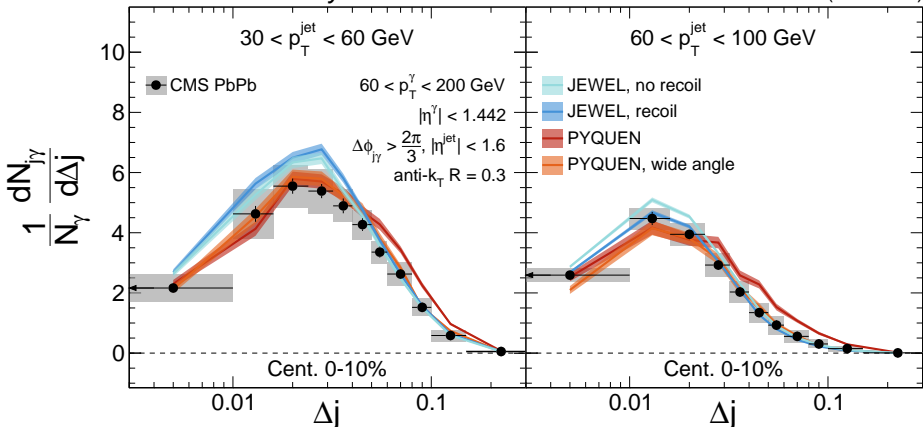 30 < p_T^jet < 60 GeV
60 < p_T^jet < 100 GeV
CMS PbPb
60 < p_T^γ < 200 GeV
|η^γ| < 1.442
Δφ_jγ > 2π/3, |η^jet| < 1.6
anti-k_T R = 0.3
JEWEL, no recoil
JEWEL, recoil
PYQUEN
PYQUEN, wide angle
1/N_γ dN_jγ/dΔj
10
8
6
4
2
0
Cent. 0-10%
Cent. 0-10%
0.01
0.1
0.01
0.1
Δj
Δj